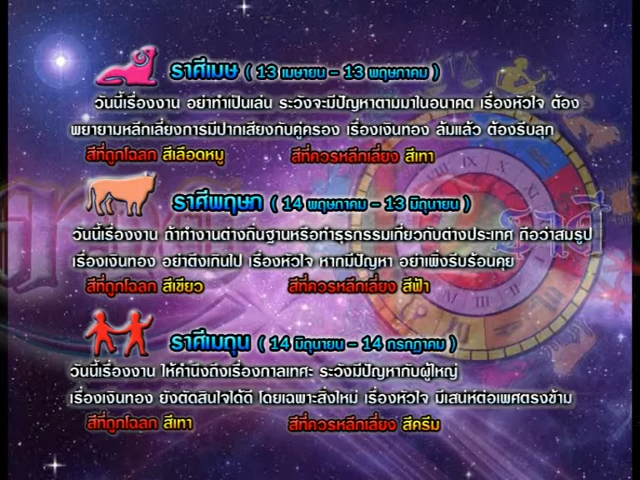 ราศีเมษ ( 13 เมษายน - 13 พฤษภาคม )
วันนี้เรื่องงาน อย่าทำเป็นเล่น ระวังจะมีปัญหาตามมาในอนาคต เรื่องหัวใจ ต้อง
พยายามหลีกเลี่ยงการมีปากเสียงกับคู่ครอง เรื่องเงินทอง ล้มแล้ว ต้องรีบลุก
สีที่ถูกโฉลก สีเลือดหมู สีที่ควรหลีกเลี่ยง สีเทา
ราศีพฤษภ ( 14 พฤษภาคม - 13 มิถุนายน )
วันนี้เรื่องงาน ถ้าทำงานต่างถิ่นฐานหรือทำธุรกรรมเกี่ยวกับต่างประเทศ ถือว่าสมรูป
เรื่องเงินทอง อย่าตึงเกินไป เรื่องหัวใจ หากมีปัญหา อย่าเพิ่งรีบร้อนคุย
สีที่ถูกโฉลก สีเขียว สีที่ควรหลีกเลี่ยง สีฟ้า
ราศีเมถุน ( 14 มิถุนายน - 14 กรกฎาคม )
วันนี้เรื่องงาน ให้คำนึงถึงเรื่องกาลเทศะ ระวังมีปัญหากับผู้ใหญ่
เรื่องเงินทอง ยังตัดสินใจได้ดี โดยเฉพาะสิ่งใหม่ เรื่องหัวใจ มีเสน่ห์ต่อเพศตรงข้าม
สีที่ถูกโฉลก สีเทา สีที่ควรหลีกเลี่ยง สีครีม